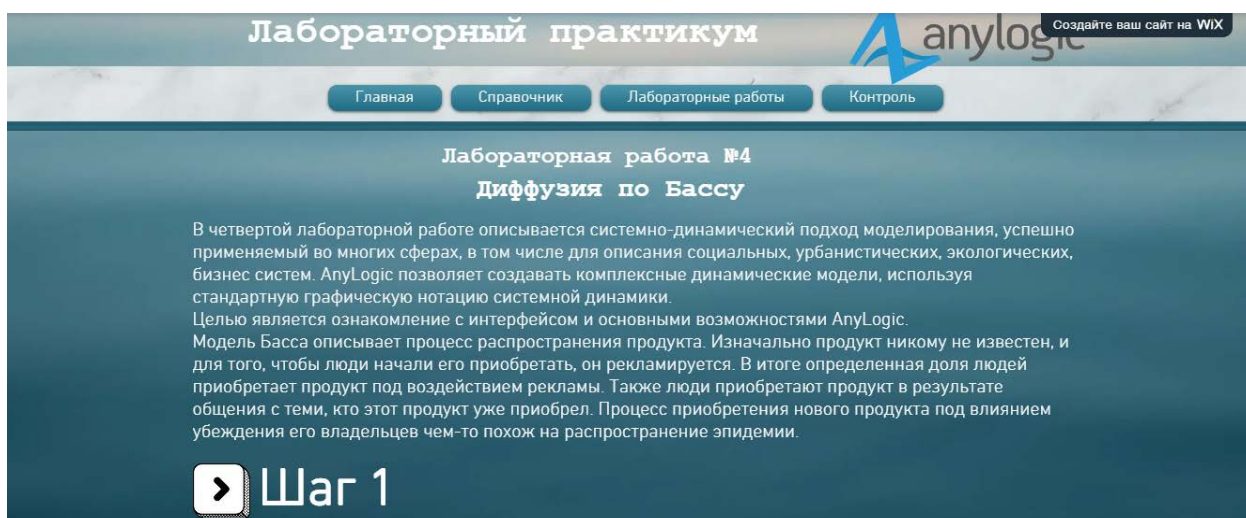 Лабораторный практикум
anylogic
Создайте ваш сайт на WiX
Главная
Справочник
Лабораторные работы
Контроль
Лабораторная работа №4
Диффузия по Бассу
В четвертой лабораторной работе описывается системно-динамический подход моделирования, успешно
применяемый во многих сферах, в том числе для описания социальных, урбанистических, экологических,
бизнес систем. AnyLogic позволяет создавать комплексные динамические модели, используя
стандартную графическую нотацию системной динамики.
Целью является ознакомление с интерфейсом и основными возможностями AnyLogic.
Модель Басса описывает процесс распространения продукта. Изначально продукт никому не известен, и
для того, чтобы люди начали его приобретать, он рекламируется. В итоге определенная доля людей
приобретает продукт под воздействием рекламы. Также люди приобретают продукт в результате
общения с теми, кто этот продукт уже приобрел. Процесс приобретения нового продукта под влиянием
убеждения его владельцев чем-то похож на распространение эпидемии.
Шаг 1